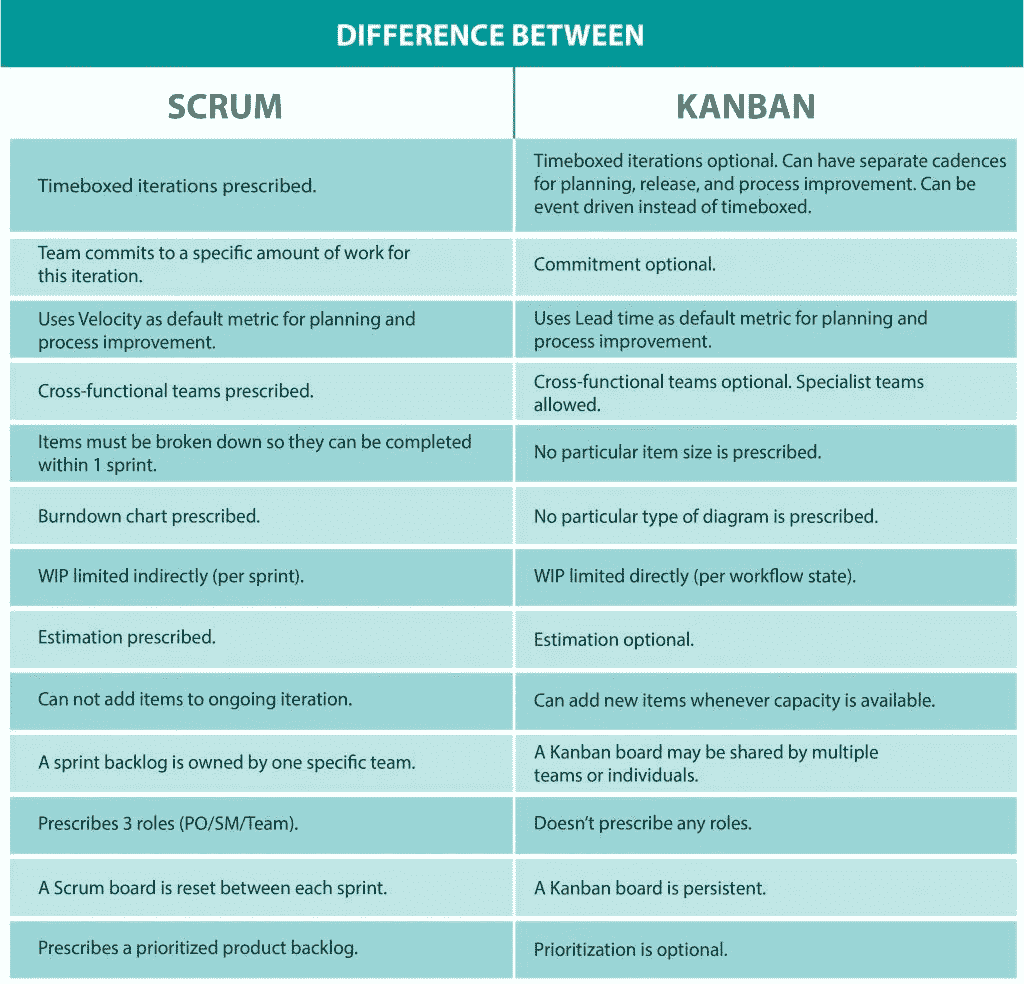 DIFFERENCE BETWEEN
SCRUM
KANBAN
Timeboxed iterations prescribed.
Timeboxed iterations optional. Can have separate cadences
for planning, release, and process improvement. Can be
event driven instead of timeboxed.
Team commits to a specific amount of work for
this iteration.
Commitment optional.
Uses Velocity as default metric for planning and
process improvement.
Uses Lead time as default metric for planning and
process improvement.
Cross-functional teams prescribed.
Cross-functional teams optional. Specialist teams
allowed.
Items must be broken down so they can be completed
within 1 sprint.
No particular item size is prescribed.
Burndown chart prescribed.
No particular type of diagram is prescribed.
WIP limited indirectly (per sprint).
WIP limited directly (per workflow state).
Estimation prescribed.
Estimation optional.
Can not add items to ongoing iteration.
Can add new items whenever capacity is available.
A sprint backlog is owned by one specific team.
A Kanban board may be shared by multiple
teams or individuals.
Prescribes 3 roles (PO/SM/Team).
Doesn’t prescribe any roles.
A Scrum board is reset between each sprint.
A Kanban board is persistent.
Prescribes a prioritized product backlog.
Prioritization is optional.